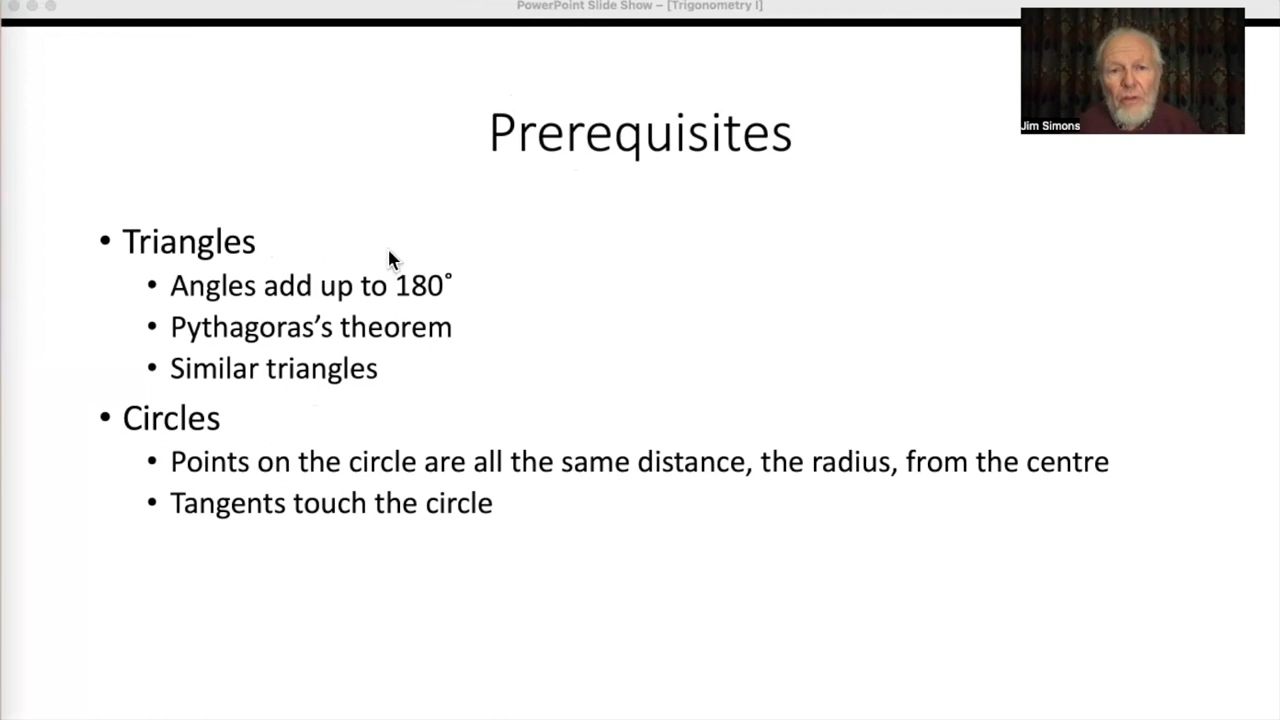 PowerPoint Slide Show – [Trigonometry I]
Jim Simons
Prerequisites
• Triangles
• Angles add up to 180˚
• Pythagoras’s theorem
• Similar triangles
• Circles
• Points on the circle are all the same distance, the radius, from the centre
• Tangents touch the circle